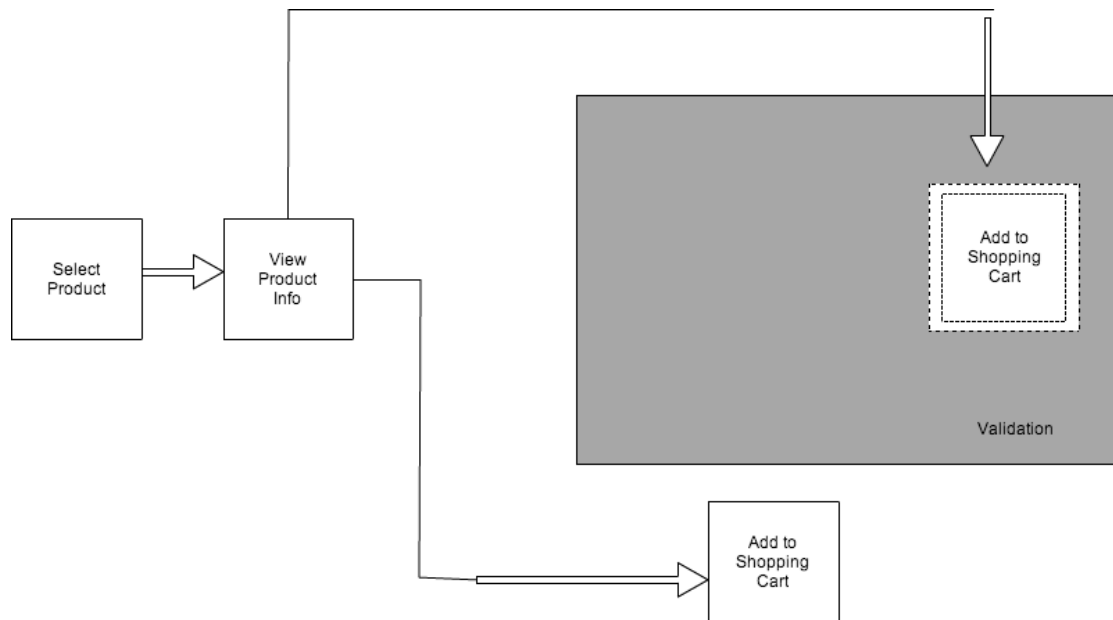 Select
Product
View
Product
Info
Add to
Shopping
Cart
Validation
Add to
Shopping
Cart